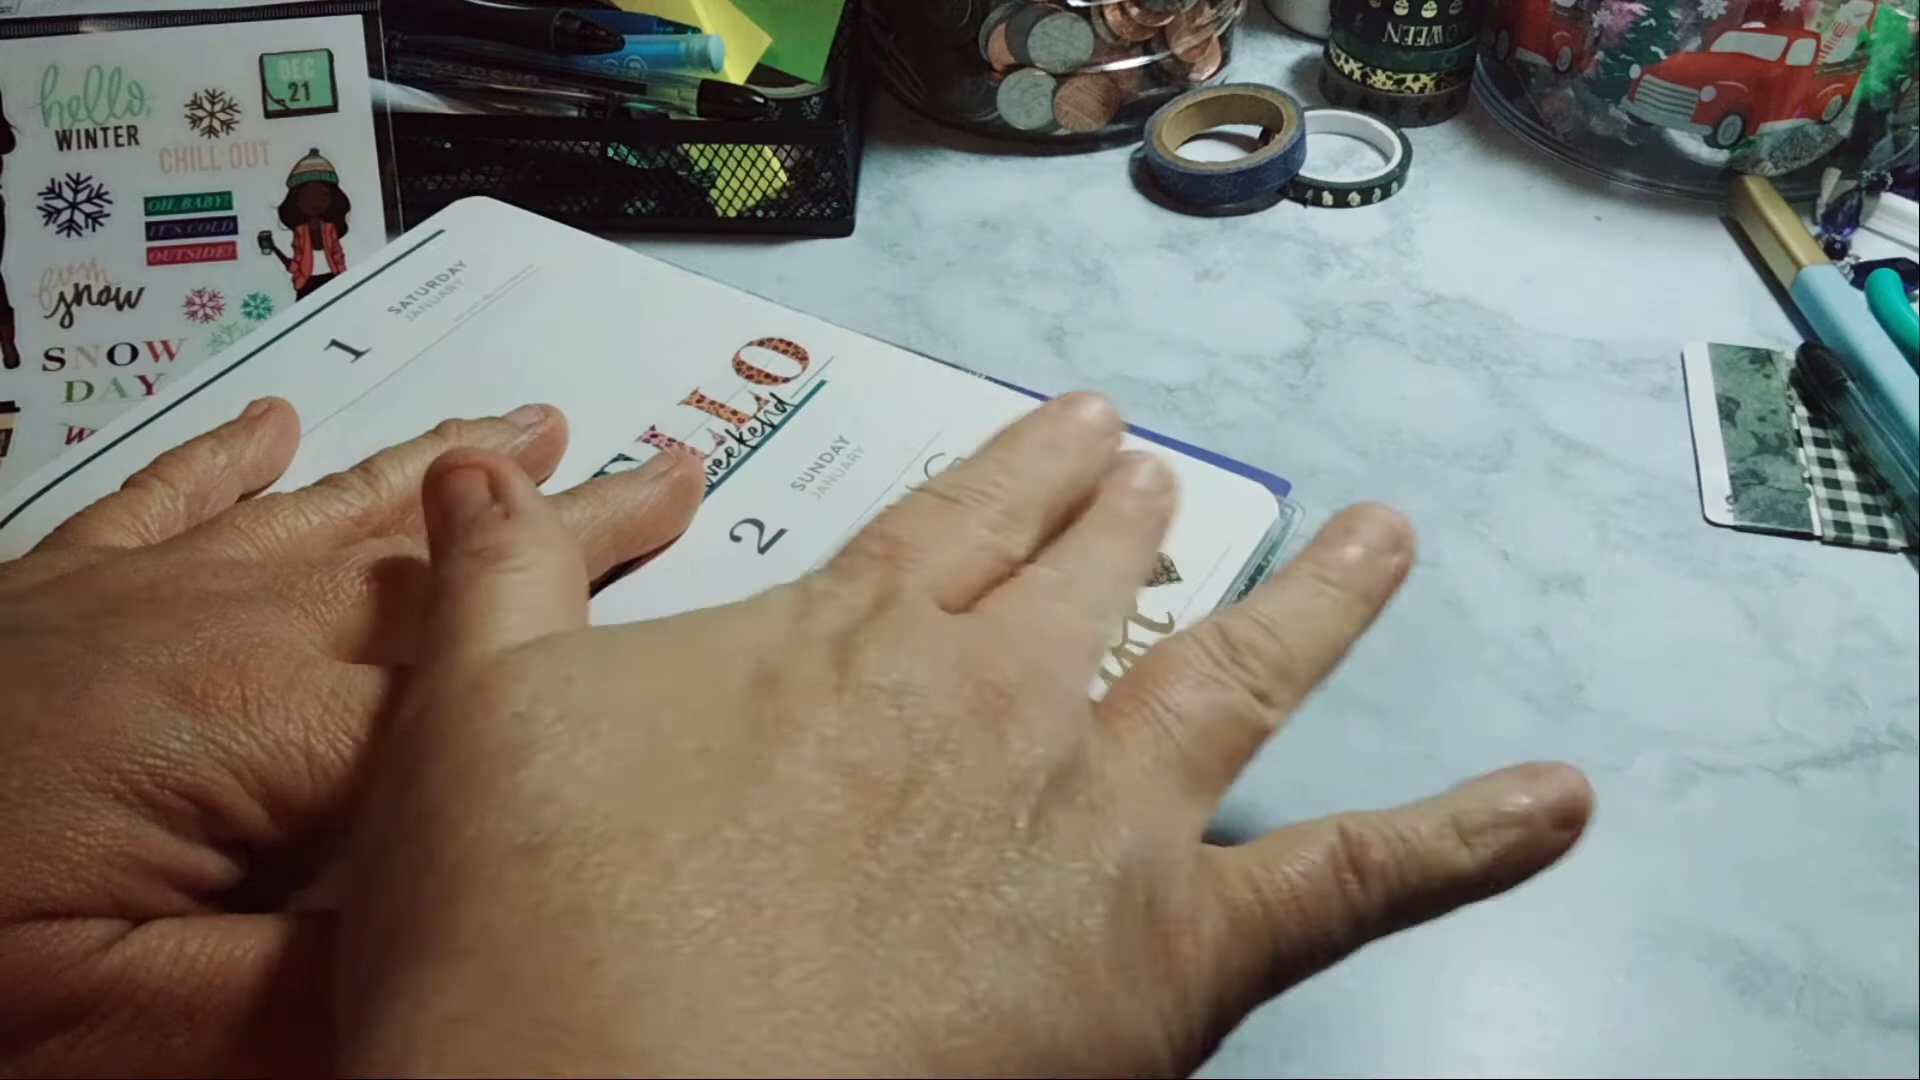 hello,
WINTER
DEC
21
CHILL OUT
OH, BABY!
IT'S COLD
OUTSIDE!
snow
SNOW
DAY
1
SATURDAY
JANUARY
LLO
weekend
2
SUNDAY
JANUARY